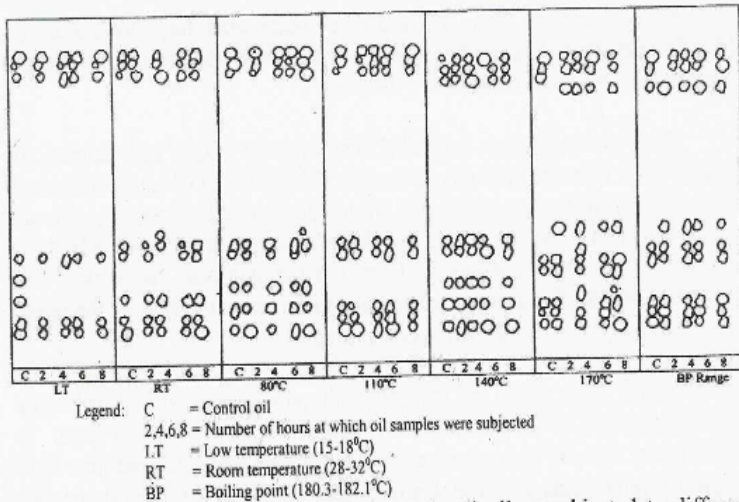 C 2 4 6 8 C 2 4 6 8 C 2 4 6 8 C 2 4 6 8 C 2 4 6 8 C 2 4 6 8 C 2 4 6 8
LT RT 80°C 110°C 140°C 170°C BP Range
Legend: C = Control oil
2,4,6,8 = Number of hours at which oil samples were subjected
LT = Low temperature (15-18⁰C)
RT = Room temperature (28-32⁰C)
BP = Boiling point (180.3-182.1⁰C)